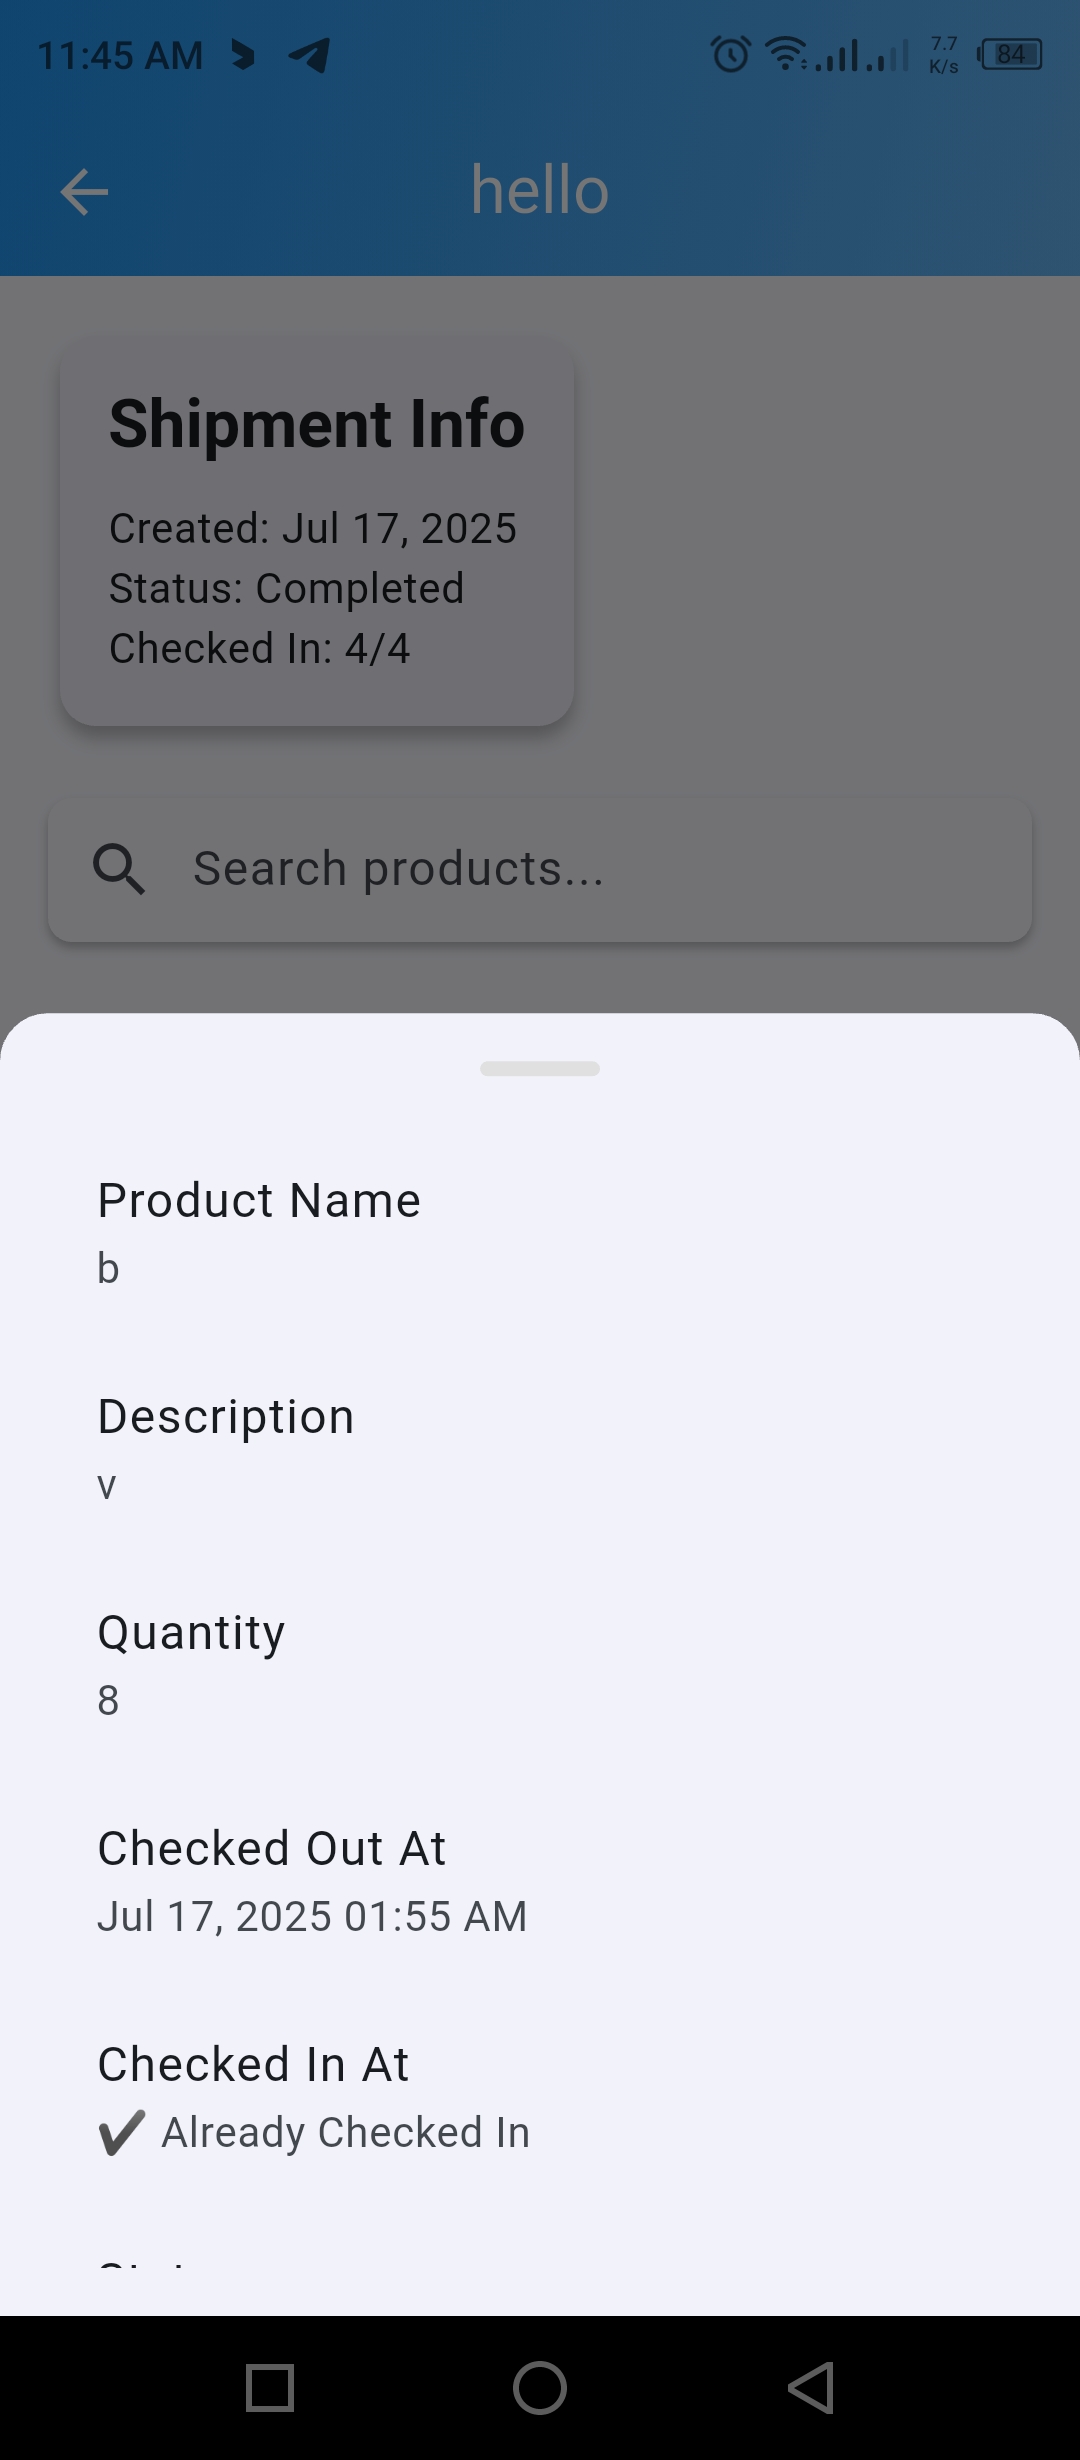 11:45 AM
7.7
K/s
84
hello
Shipment Info
Created: Jul 17, 2025
Status: Completed
Checked In: 4/4
Search products...
Product Name
b
Description
v
Quantity
8
Checked Out At
Jul 17, 2025 01:55 AM
Checked In At
✔ Already Checked In